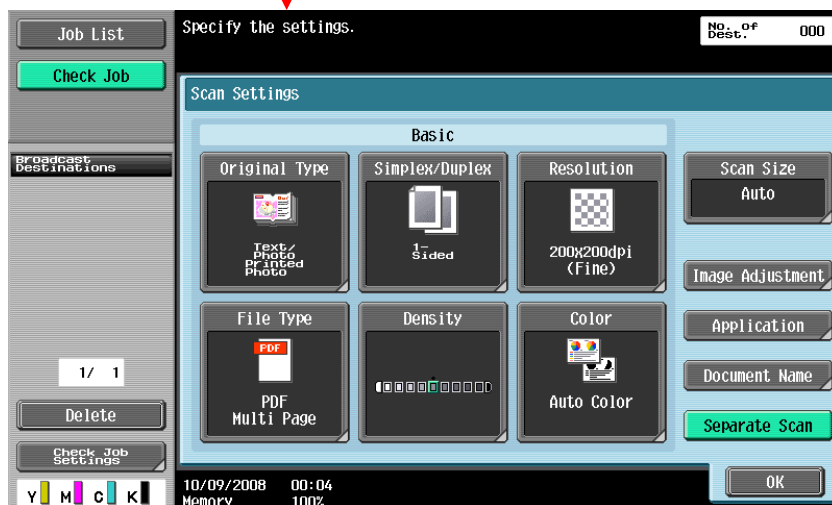 Job List
Check Job
Broadcast
Destinations
1/ 1
Delete
Check Job
Settings
Y M C K
Specify the settings.
No. of
Dest. 000
Scan Settings
Basic
Original Type
Text/
Photo
Printed
Photo
Simplex/Duplex
1-
Sided
Resolution
200X200dpi
(Fine)
File Type
PDF
PDF
Multi Page
Density
Color
Auto Color
Scan Size
Auto
Image Adjustment
Application
Document Name
Separate Scan
10/09/2008 00:04
Memory 100%
OK